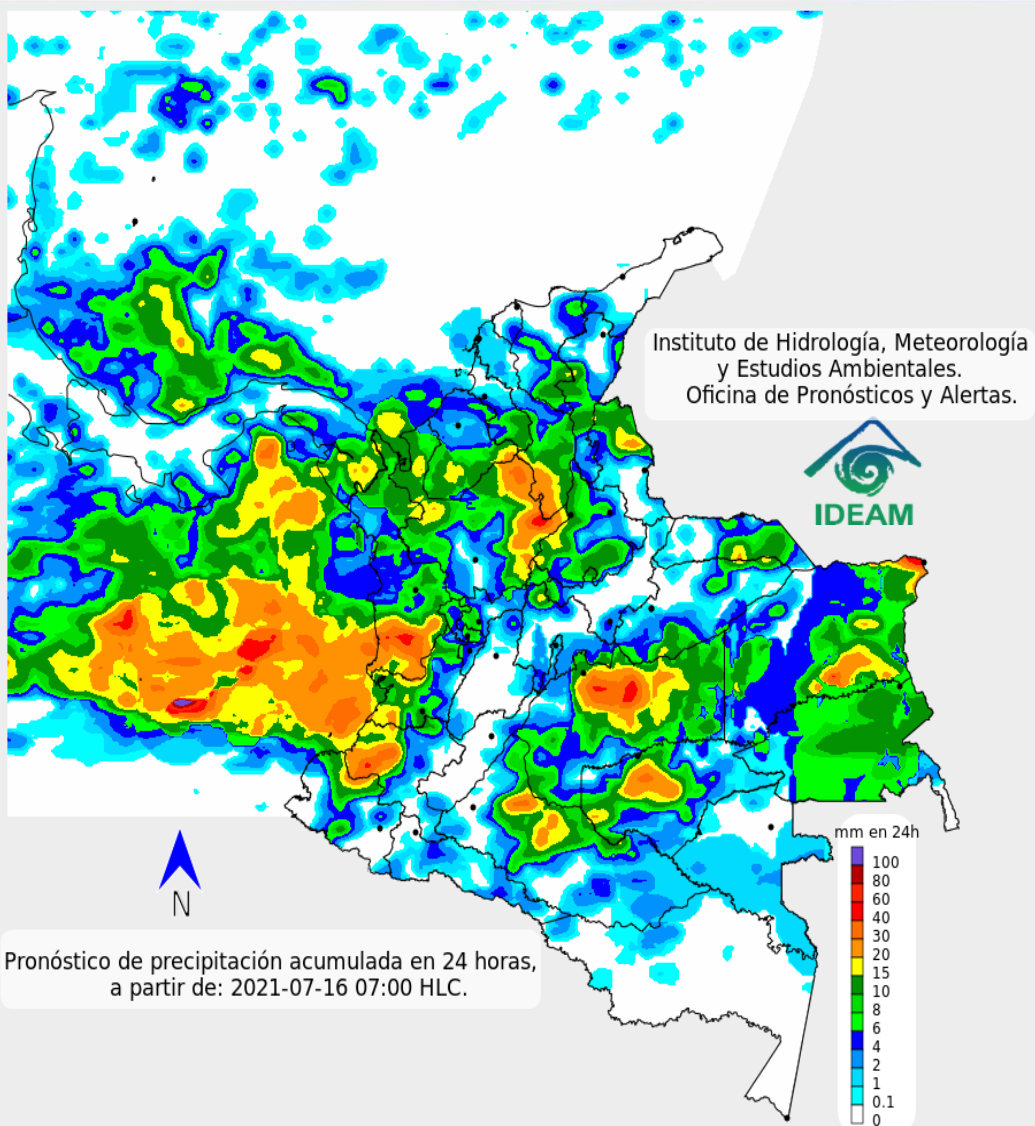 Instituto de Hidrología, Meteorología
y Estudios Ambientales.
Oficina de Pronósticos y Alertas.
IDEAM
mm en 24h
100
80
60
40
30
20
15
10
8
6
4
2
1
0.1
0
N
Pronóstico de precipitación acumulada en 24 horas,
a partir de: 2021-07-16 07:00 HLC.